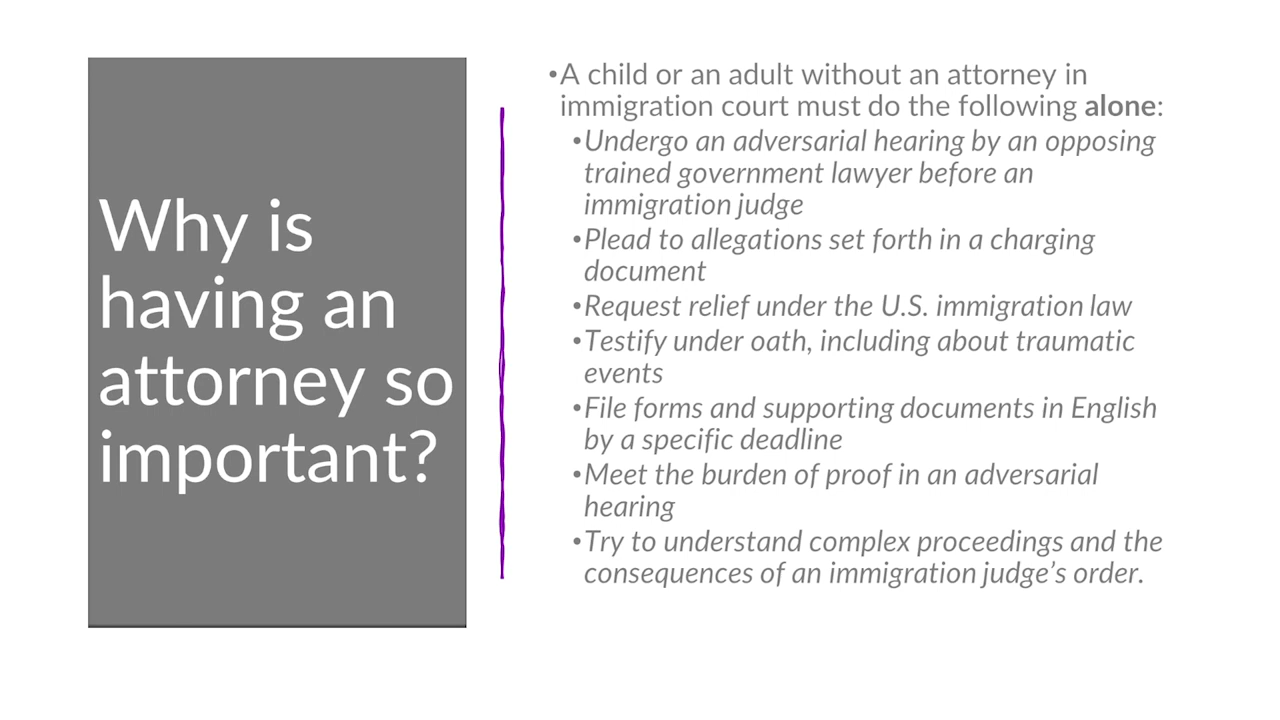 Why is
having an
attorney so
important?
•A child or an adult without an attorney in
immigration court must do the following alone:
•Undergo an adversarial hearing by an opposing
trained government lawyer before an
immigration judge
•Plead to allegations set forth in a charging
document
•Request relief under the U.S. immigration law
•Testify under oath, including about traumatic
events
•File forms and supporting documents in English
by a specific deadline
•Meet the burden of proof in an adversarial
hearing
•Try to understand complex proceedings and the
consequences of an immigration judge’s order.